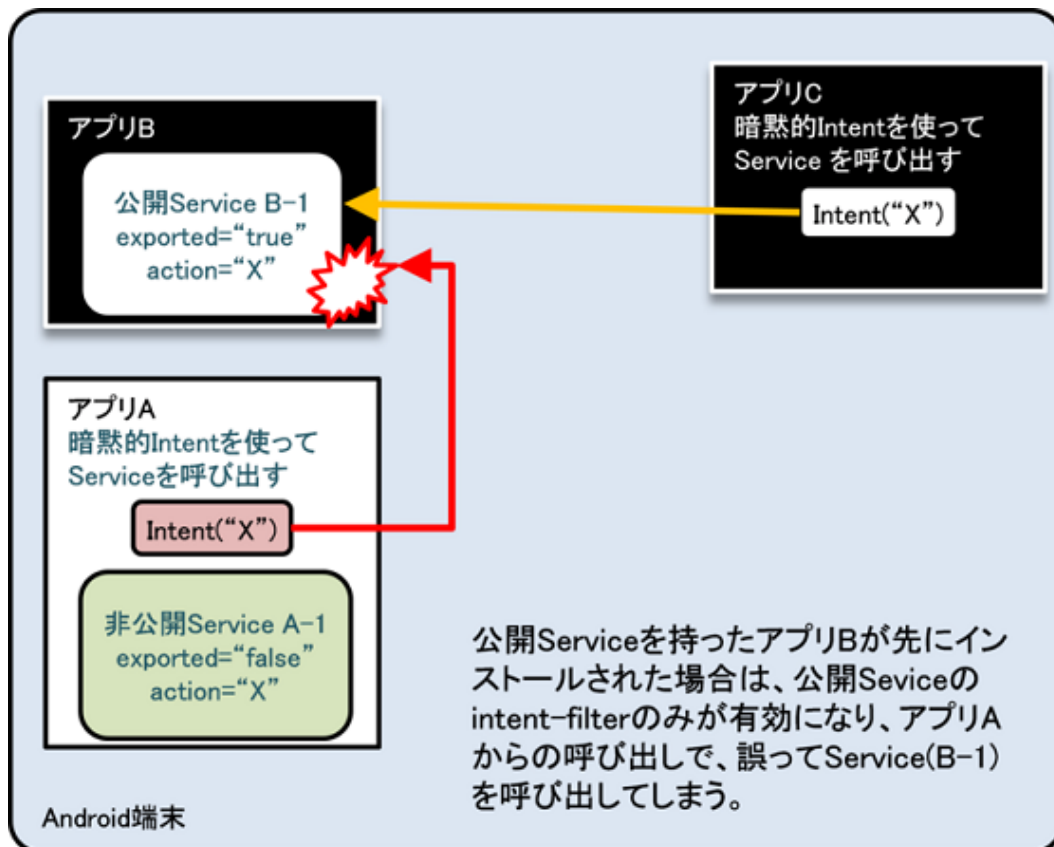 アプリB
公開Service B-1
exported=“true”
action=“X”
アプリC
暗黙的Intentを使って
Service を呼び出す
Intent(“X”)
アプリA
暗黙的Intentを使って
Serviceを呼び出す
Intent(“X”)
非公開Service A-1
exported=“false”
action=“X”
公開Serviceを持ったアプリBが先にイン
ストールされた場合は、公開Seviceの
intent-filterのみが有効になり、アプリA
からの呼び出しで、誤ってService(B-1)
を呼び出してしまう。
Android端末